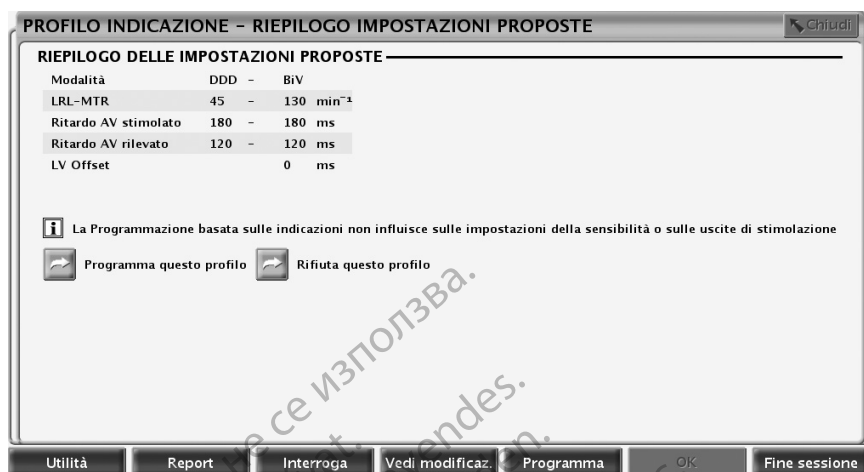 PROFILO INDICAZIONE – RIEPILOGO IMPOSTAZIONI PROPOSTE
Chiudi
RIEPILOGO DELLE IMPOSTAZIONI PROPOSTE
Modalità DDD – BiV
LRL-MTR 45 – 130 min⁻¹
Ritardo AV stimolato 180 – 180 ms
Ritardo AV rilevato 120 – 120 ms
LV Offset 0 ms
i La Programmazione basata sulle indicazioni non influisce sulle impostazioni della sensibilità o sulle uscite di stimolazione
Programma questo profilo Rifiuta questo profilo
не се използва.
Utilità Report Interroga Vedi modificaz. Programma OK Fine sessione